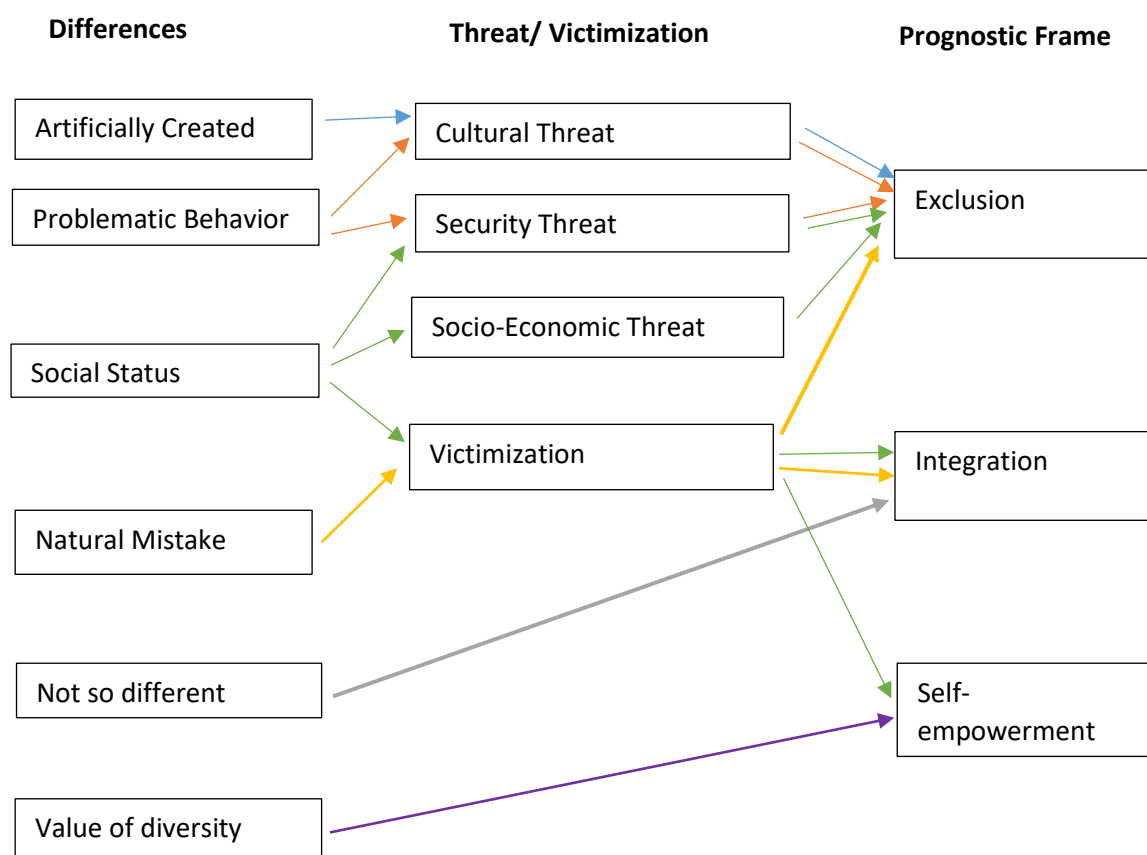 Differences
Threat/ Victimization
Prognostic Frame
Artificially Created
Cultural Threat
Problematic Behavior
Security Threat
Exclusion
Socio-Economic Threat
Social Status
Victimization
Integration
Natural Mistake
Not so different
Self-
empowerment
Value of diversity